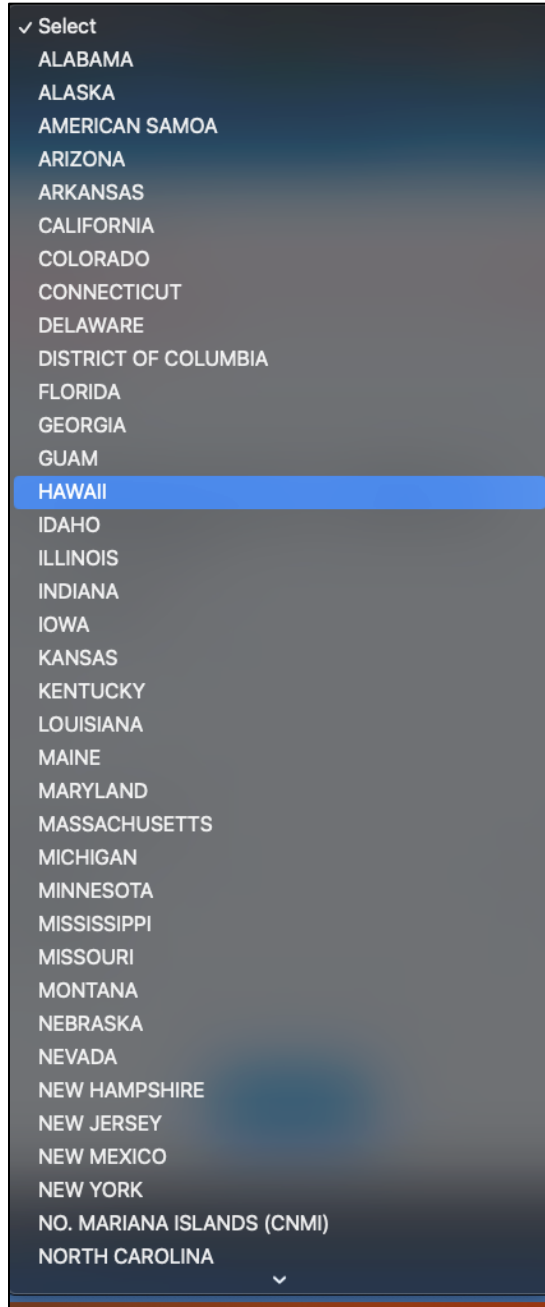 ✓ Select
ALABAMA
ALASKA
AMERICAN SAMOA
ARIZONA
ARKANSAS
CALIFORNIA
COLORADO
CONNECTICUT
DELAWARE
DISTRICT OF COLUMBIA
FLORIDA
GEORGIA
GUAM
HAWAII
IDAHO
ILLINOIS
INDIANA
IOWA
KANSAS
KENTUCKY
LOUISIANA
MAINE
MARYLAND
MASSACHUSETTS
MICHIGAN
MINNESOTA
MISSISSIPPI
MISSOURI
MONTANA
NEBRASKA
NEVADA
NEW HAMPSHIRE
NEW JERSEY
NEW MEXICO
NEW YORK
NO. MARIANA ISLANDS (CNMI)
NORTH CAROLINA